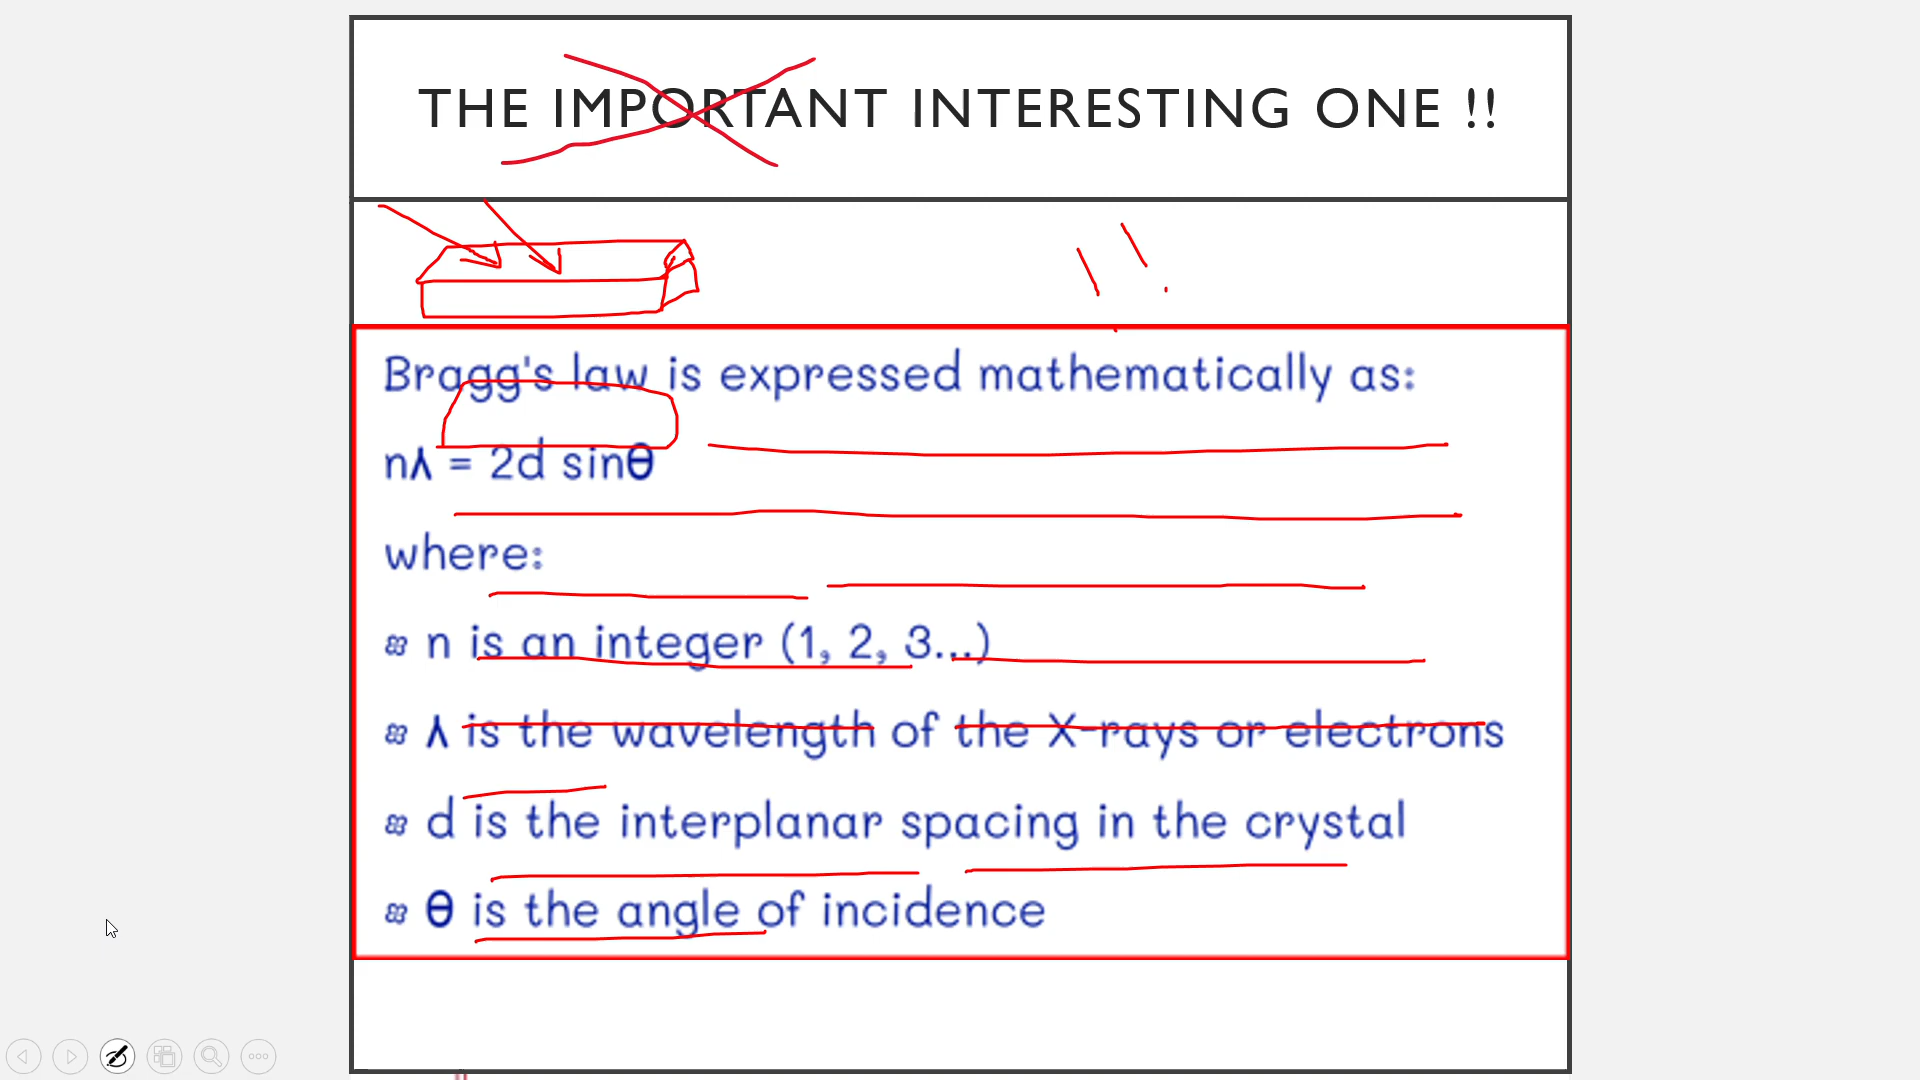 THE IMPORTANT INTERESTING ONE !!
Bragg's law is expressed mathematically as:
nλ = 2d sinθ
where:
n is an integer (1, 2, 3...)
λ is the wavelength of the X-rays or electrons
d is the interplanar spacing in the crystal
θ is the angle of incidence